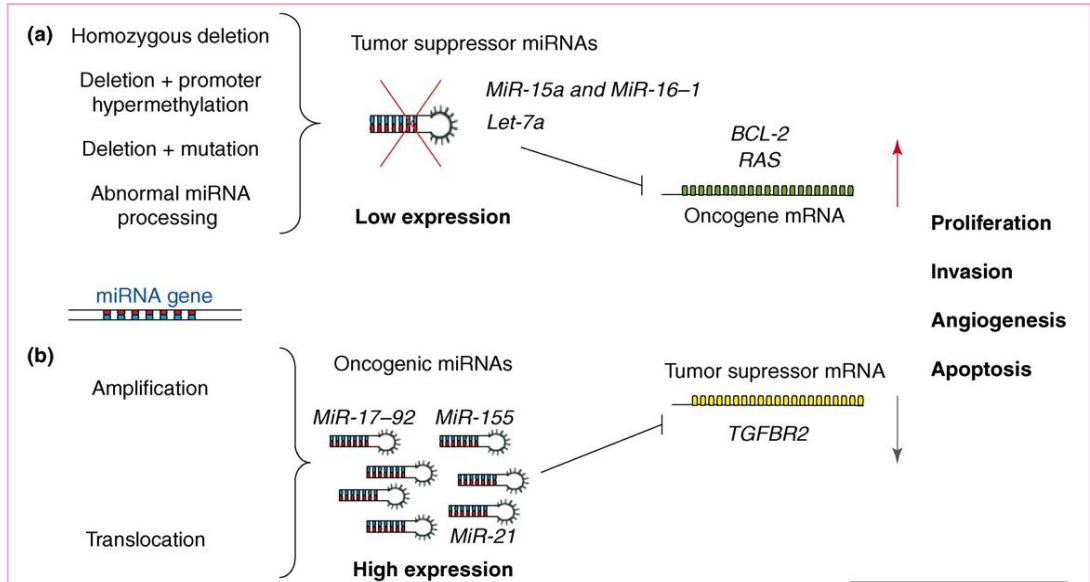 (a)
Homozygous deletion
Deletion + promoter
hypermethylation
Deletion + mutation
Abnormal miRNA
processing
Tumor suppressor miRNAs
MiR-15a and MiR-16–1
Let-7a
Low expression
BCL-2
RAS
Oncogene mRNA
miRNA gene
(b)
Amplification
Translocation
Oncogenic miRNAs
MiR-17–92 MiR-155
MiR-21
High expression
Tumor supressor mRNA
TGFBR2
Proliferation
Invasion
Angiogenesis
Apoptosis